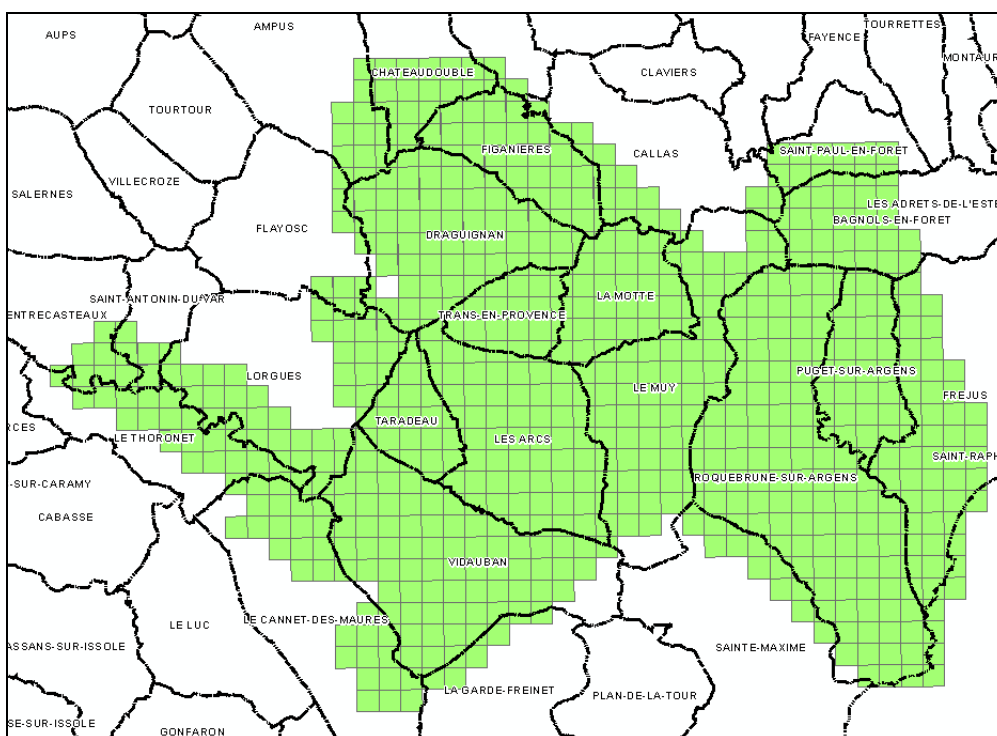 TOURRETTES
AMPUS
AUPS
FAYENCE
MONTAUR
CHATEAUDOUBLE
CLAVIERS
TOURTOUR
FIGANIERES
SAINT-PAUL-EN-FORET
CALLAS
VILLECROZE
SALERNES
LES ADRETS-DE-L'ESTE
BAGNOLS-EN-FORET
FLAYOSC
DRAGUIGNAN
SAINT-ANTONIN-DU-VAR
LA MOTTE
ENTRECASTEAUX
TRANS-EN-PROVENCE
PUGET-SUR-ARGENS
LORGUES
LE MUY
FREJUS
TARADEAU
RCES
LE THORONET
LES ARCS
SAINT-RAPH
-SUR-CARAMY
ROQUEBRUNE-SUR-ARGENS
CABASSE
VIDAUBAN
LE LUC
LE CANNET-DES-MAURES
ASSANS-SUR-ISSOLE
SAINTE-MAXIME
LA GARDE-FREINET
PLAN-DE-LA-TOUR
SE-SUR-ISSOLE
GONFARON